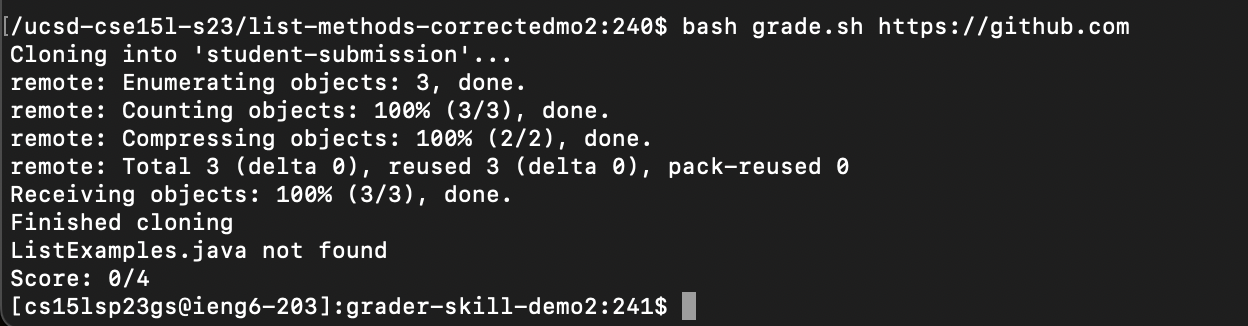 [/ucsd-cse15l-s23/list-methods-correctedmo2:240$ bash grade.sh https://github.com
Cloning into 'student-submission'...
remote: Enumerating objects: 3, done.
remote: Counting objects: 100% (3/3), done.
remote: Compressing objects: 100% (2/2), done.
remote: Total 3 (delta 0), reused 3 (delta 0), pack-reused 0
Receiving objects: 100% (3/3), done.
Finished cloning
ListExamples.java not found
Score: 0/4
[cs15lsp23gs@ieng6-203]:grader-skill-demo2:241$